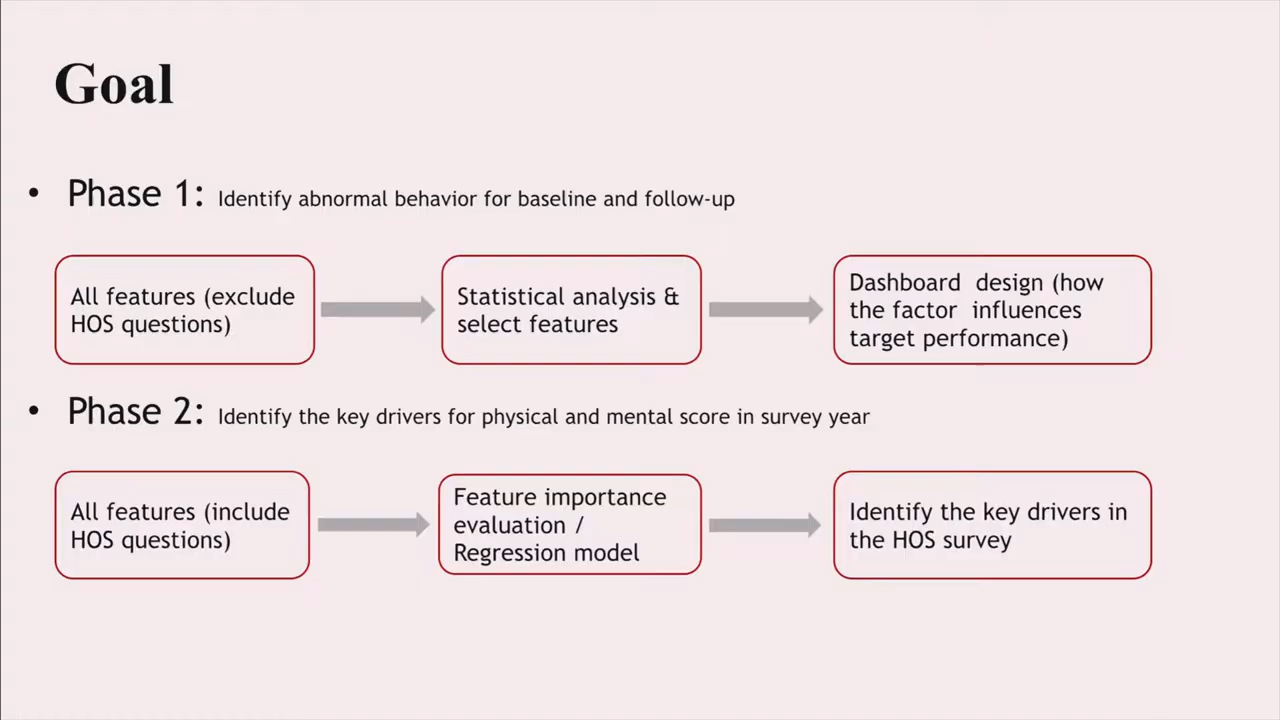 Goal
• Phase 1: Identify abnormal behavior for baseline and follow-up
All features (exclude
HOS questions)
Statistical analysis &
select features
Dashboard design (how
the factor influences
target performance)
• Phase 2: Identify the key drivers for physical and mental score in survey year
All features (include
HOS questions)
Feature importance
evaluation /
Regression model
Identify the key drivers in
the HOS survey